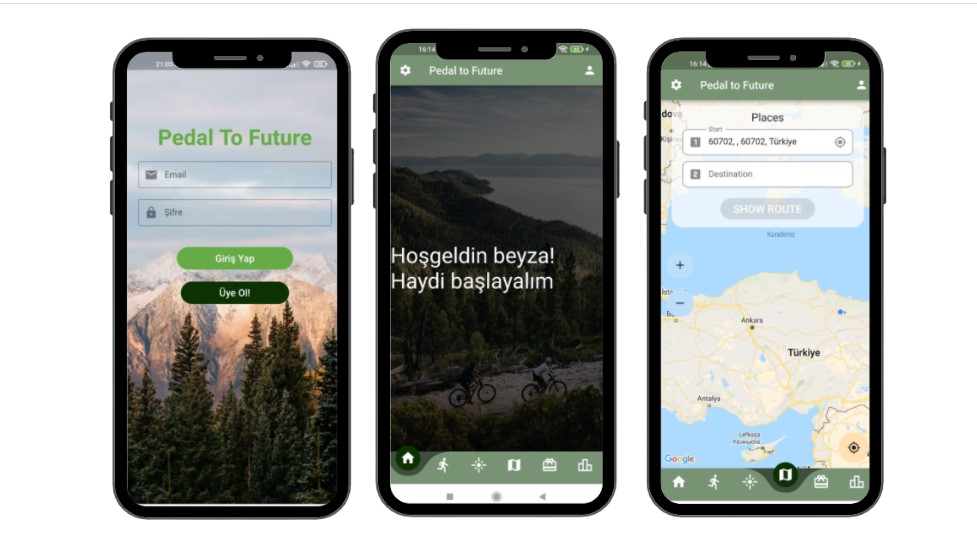 21:05
Pedal To Future
Email
Şifre
Giriş Yap
Üye Ol!
16:14
Pedal to Future
Hoşgeldin beyza!
Haydi başlayalım
16:14
Pedal to Future
Places
Start
1
60702, , 60702, Türkiye
2
Destination
SHOW ROUTE
Karadeniz
+
−
Ankara
Türkiye
Antalya
Lefkoşa
Λευκωσία
Google